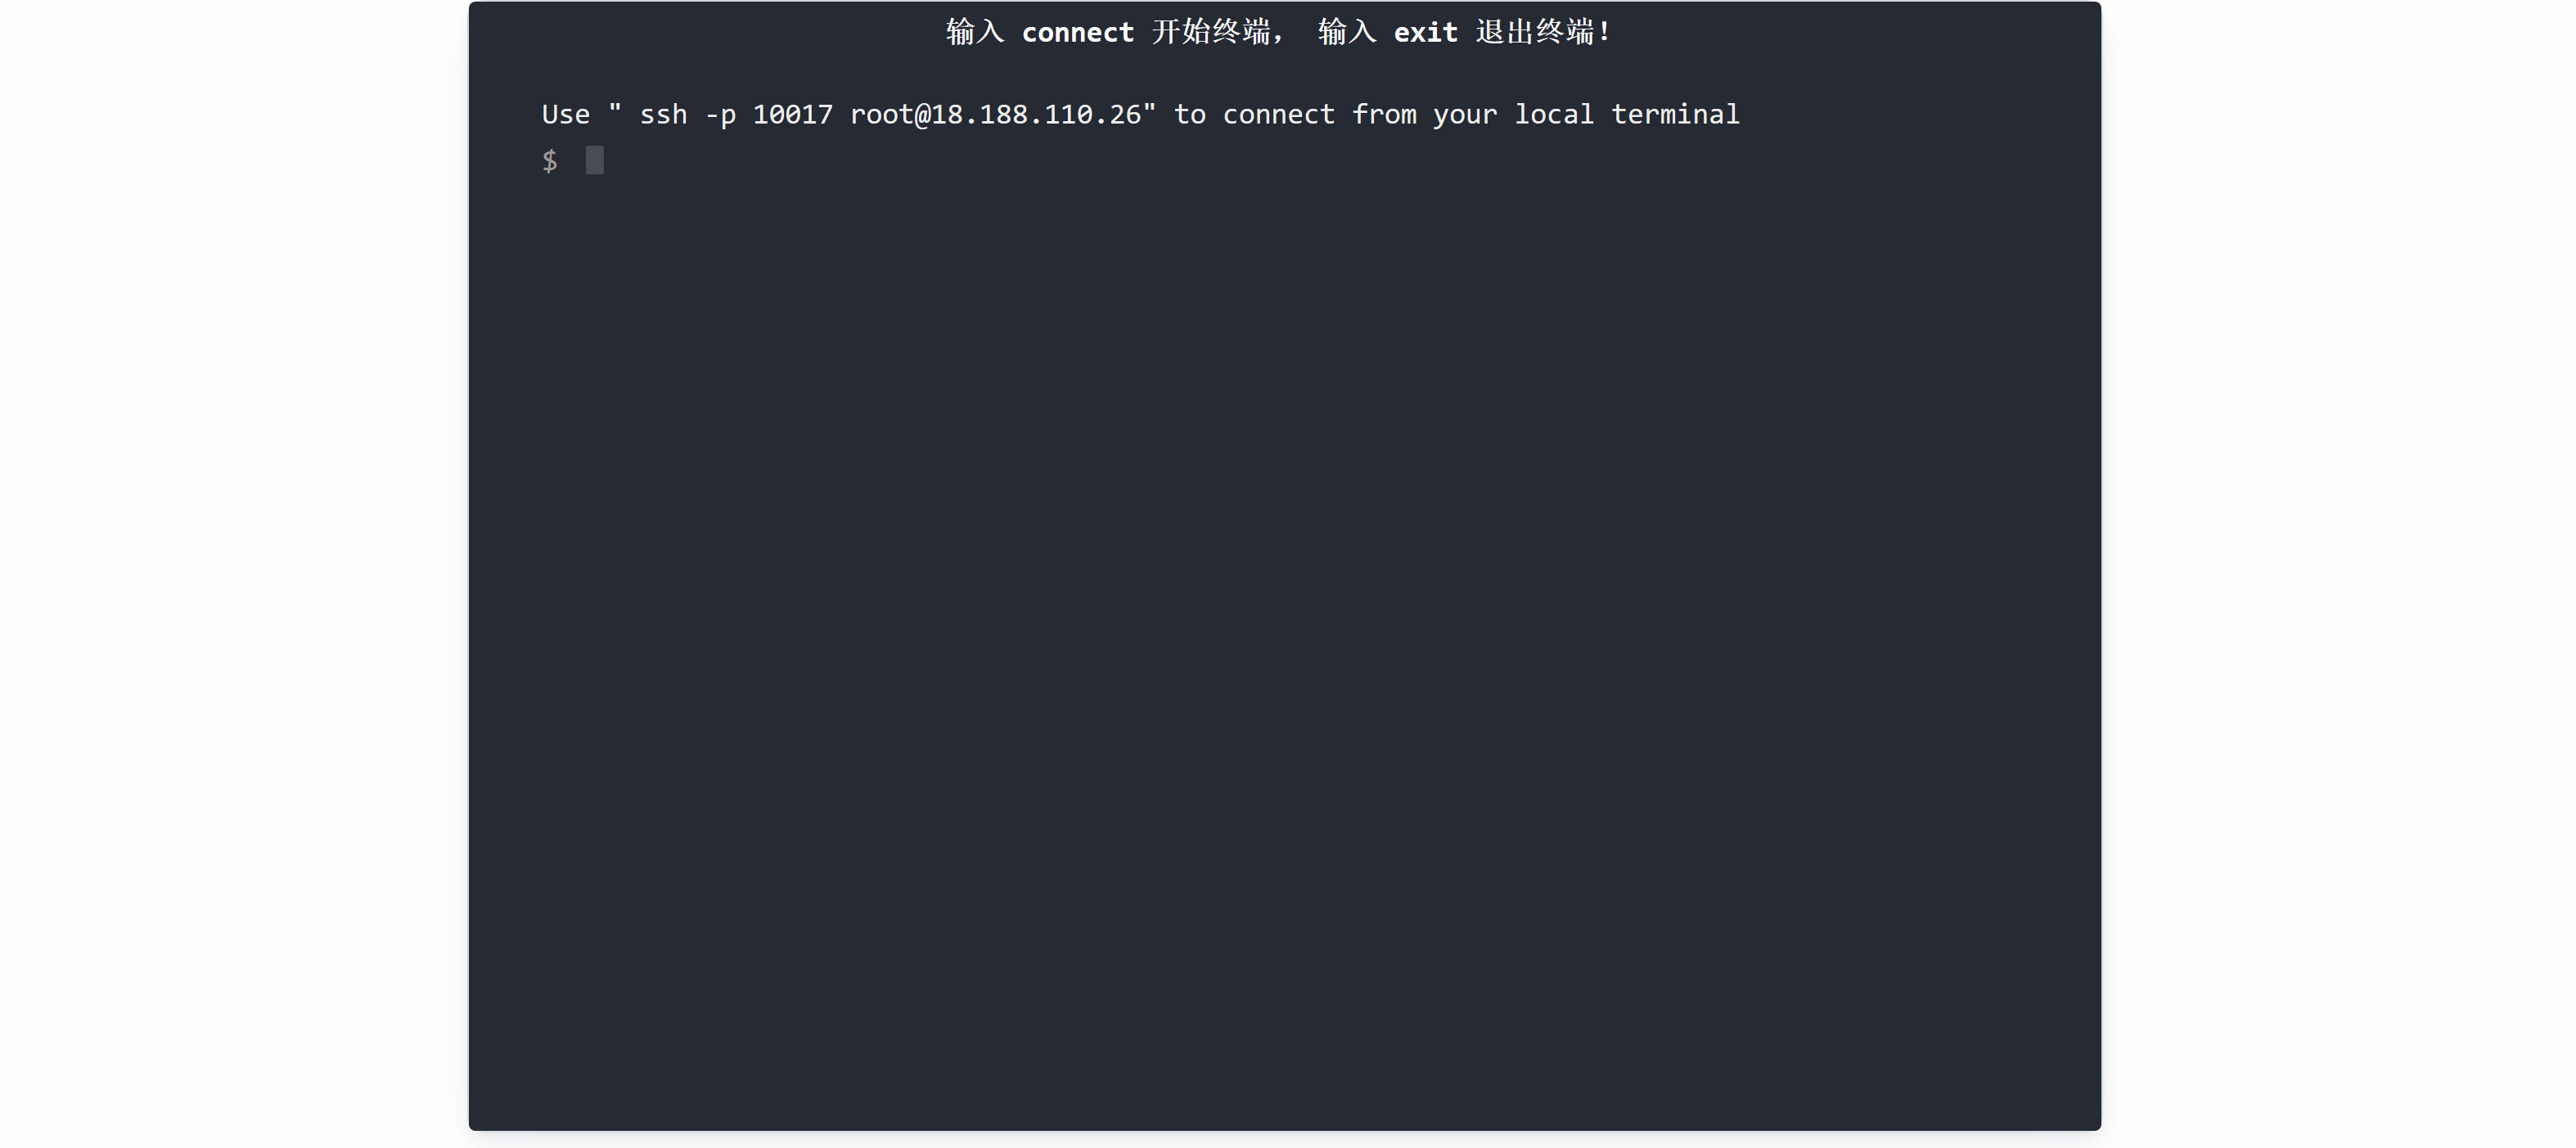 输入 connect 开始终端， 输入 exit 退出终端！
Use " ssh -p 10017 root@18.188.110.26" to connect from your local terminal
$